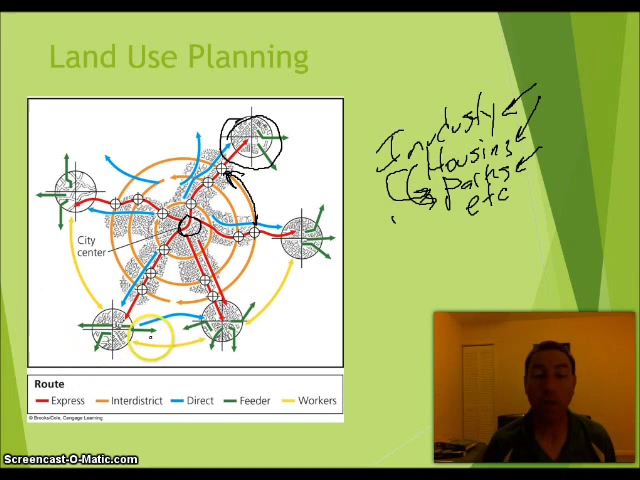 Land Use Planning
Industry
Housing
parks
etc
City
center
Route
Express Interdistrict Direct Feeder Workers
© Brooks/Cole, Cengage Learning
Screencast-O-Matic.com